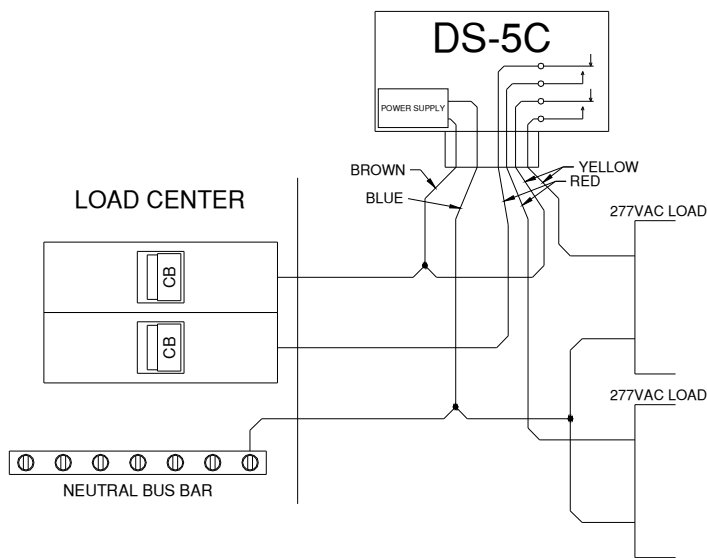 DS-5C
POWER SUPPLY
BROWN
YELLOW
RED
BLUE
LOAD CENTER
277VAC LOAD
CB
CB
277VAC LOAD
NEUTRAL BUS BAR